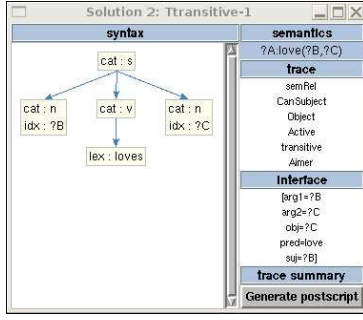 Solution 2: Ttransitive-1
syntax
cat : s
cat : n
idx : ?B
cat : v
cat : n
idx : ?C
lex : loves
semantics
?A:love(?B,?C)
trace
semRel
CanSubject
Object
Active
transitive
Aimer
Interface
[arg1=?B
arg2=?C
obj=?C
pred=love
suj=?B]
trace summary
Generate postscript